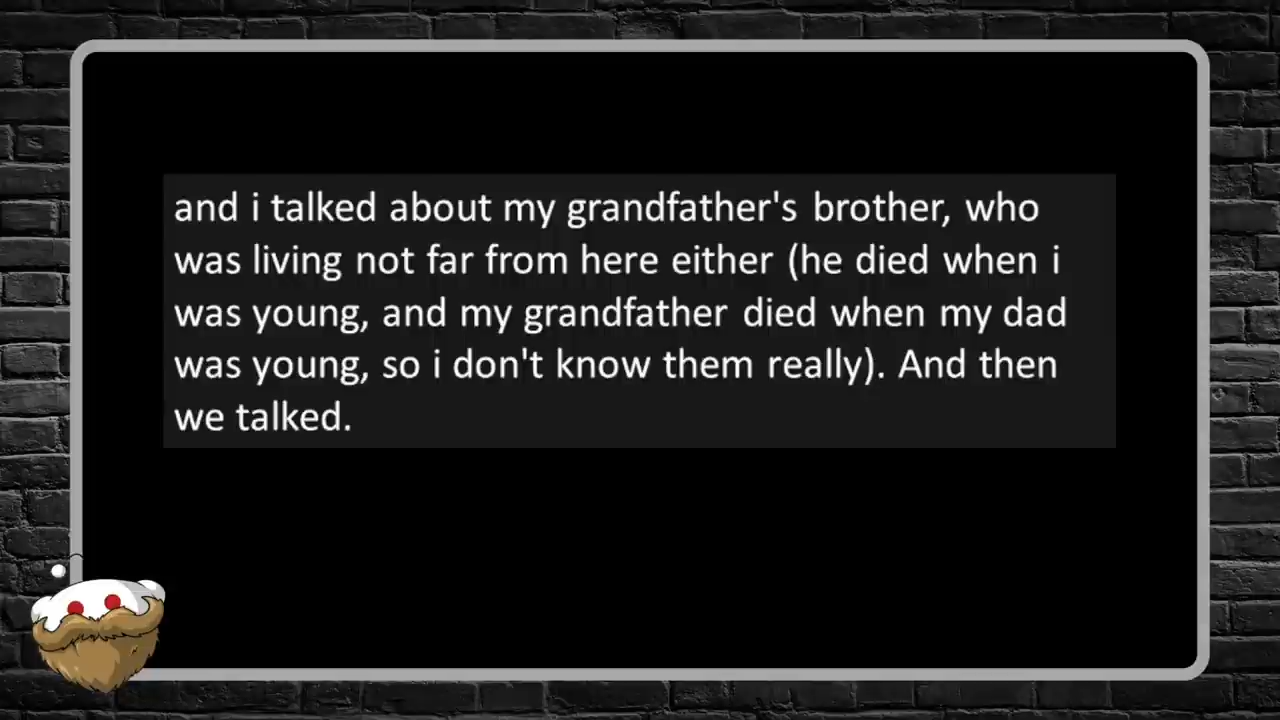 and i talked about my grandfather's brother, who
was living not far from here either (he died when i
was young, and my grandfather died when my dad
was young, so i don't know them really). And then
we talked.